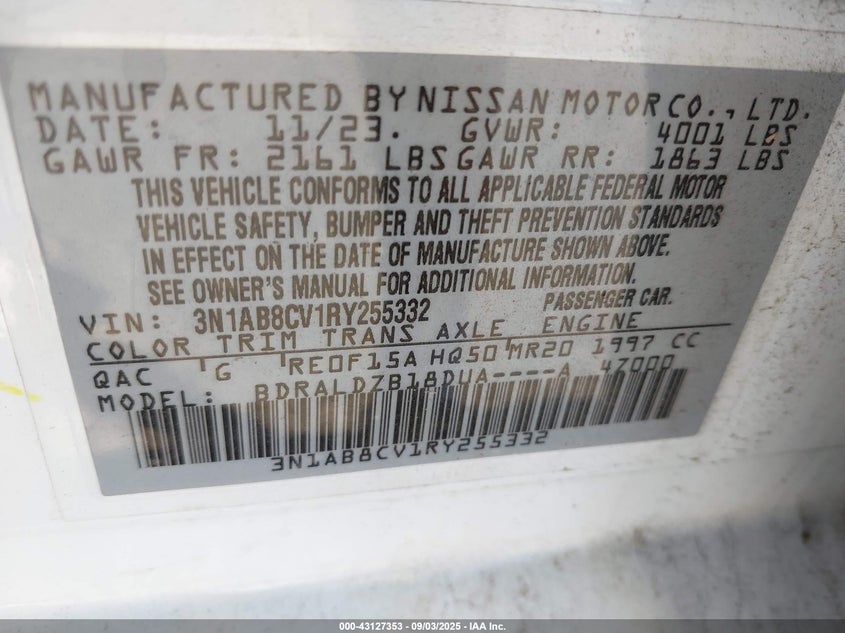 MANUFACTURED BY NISSAN MOTOR CO., LTD.
DATE: 11/23. GVWR: 4001 LBS
GAWR FR: 2161 LBS GAWR RR: 1863 LBS
THIS VEHICLE CONFORMS TO ALL APPLICABLE FEDERAL MOTOR
VEHICLE SAFETY, BUMPER AND THEFT PREVENTION STANDARDS
IN EFFECT ON THE DATE OF MANUFACTURE SHOWN ABOVE.
SEE OWNER'S MANUAL FOR ADDITIONAL INFORMATION.
PASSENGER CAR.
VIN: 3N1AB8CV1RY255332
COLOR TRIM TRANS AXLE ENGINE
QAC G RE0F15A HQ50 MR20 1997 CC
MODEL: BDRALDZB18DUA----A 47000
3N1AB8CV1RY255332
000-43127353 - 09/03/2025 - IAA Inc.